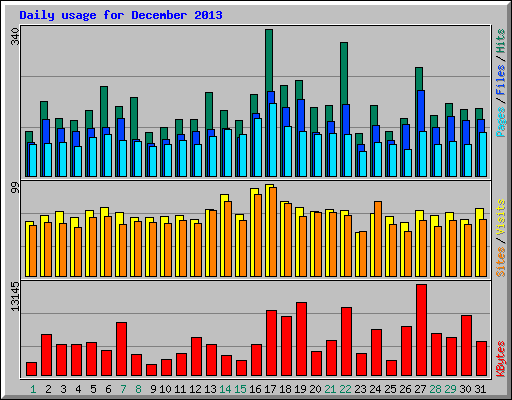 Daily usage for December 2013
340
Pages / Files / Hits
99
Sites / Visits
13145
KBytes
1 2 3 4 5 6 7 8 9 10 11 12 13 14 15 16 17 18 19 20 21 22 23 24 25 26 27 28 29 30 31